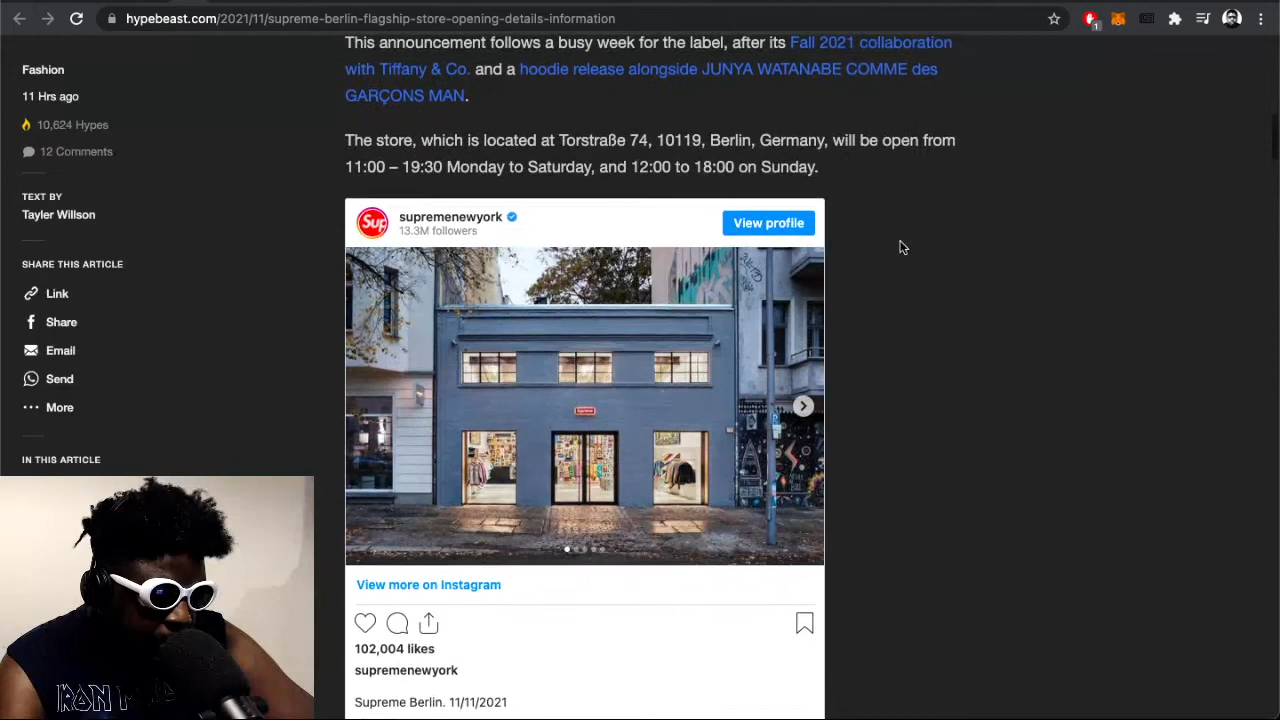 hypebeast.com/2021/11/supreme-berlin-flagship-store-opening-details-information
1
This announcement follows a busy week for the label, after its Fall 2021 collaboration
with Tiffany & Co. and a hoodie release alongside JUNYA WATANABE COMME des
GARÇONS MAN.
The store, which is located at Torstraße 74, 10119, Berlin, Germany, will be open from
11:00 – 19:30 Monday to Saturday, and 12:00 to 18:00 on Sunday.
Fashion
11 Hrs ago
10,624 Hypes
12 Comments
TEXT BY
Tayler Willson
SHARE THIS ARTICLE
Link
Share
Email
Send
More
IN THIS ARTICLE
Sup
supremenewyork
13.3M followers
View profile
Supreme
View more on Instagram
102,004 likes
supremenewyork
Supreme Berlin. 11/11/2021
IRON